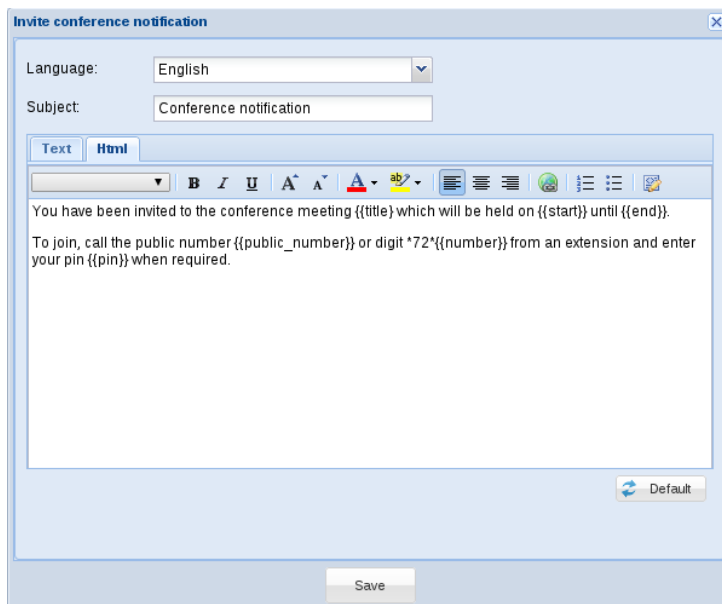 Invite conference notification
Language: English
Subject: Conference notification
Text Html
B I U A A A ab
You have been invited to the conference meeting {{title} which will be held on {{start}} until {{end}}.
To join, call the public number {{public_number}} or digit *72*{{number}} from an extension and enter
your pin {{pin}} when required.
Default
Save